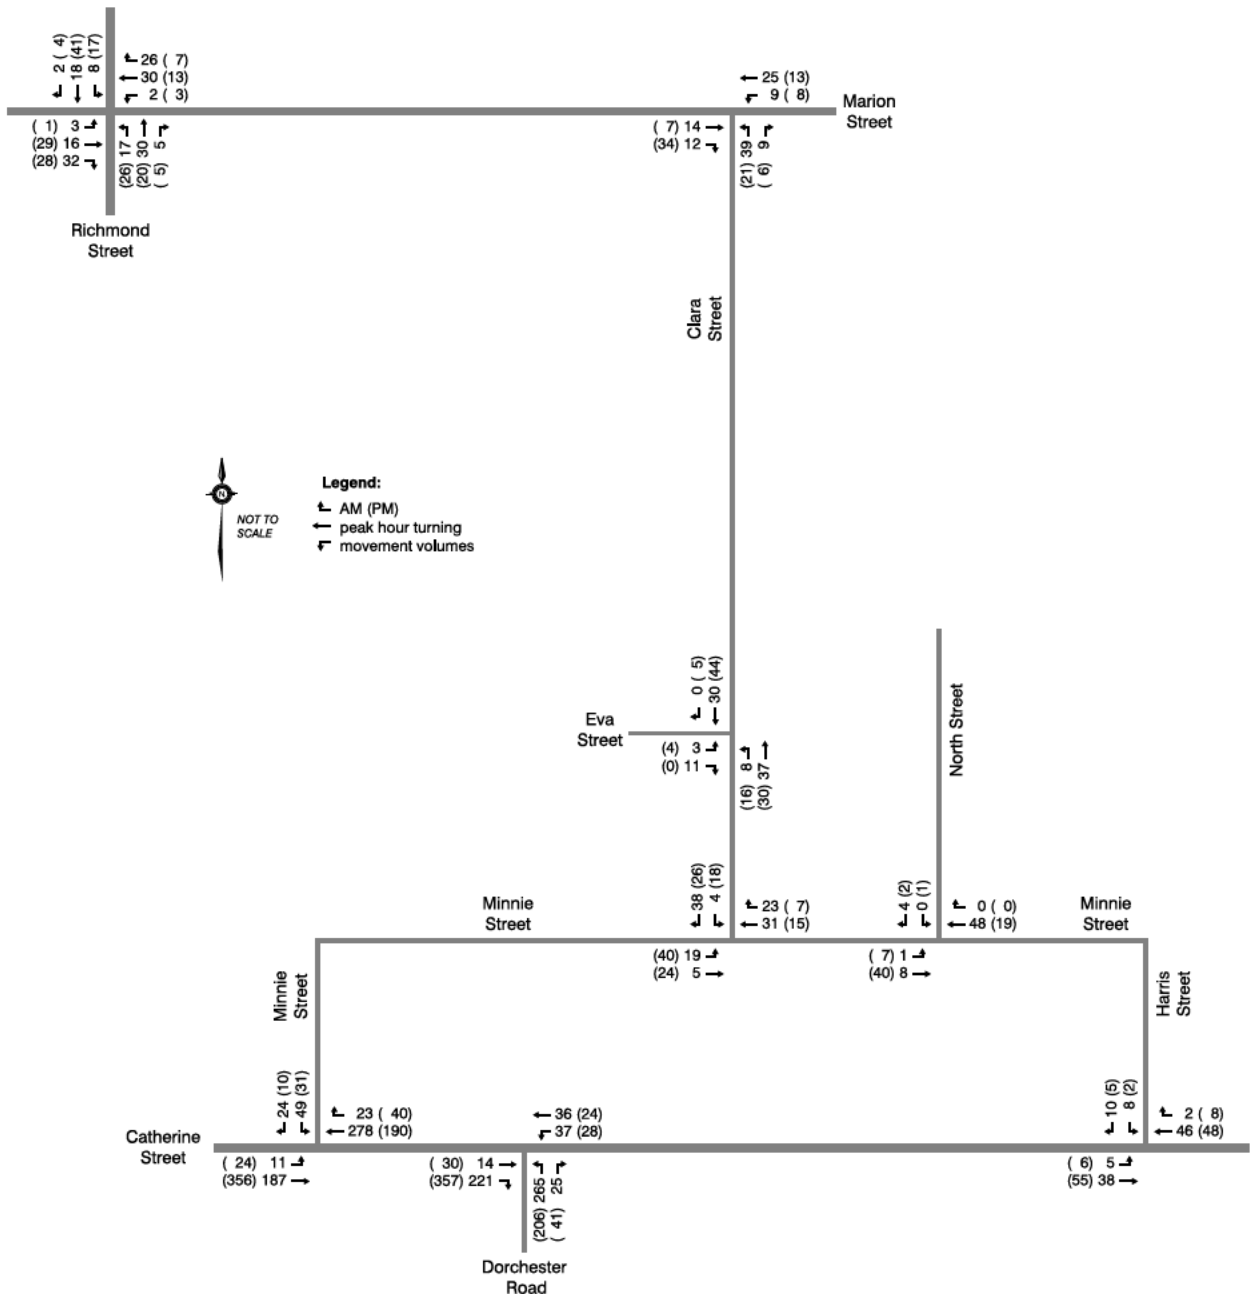 2 ( 4)
18 (41)
8 (17)
26 ( 7)
30 (13)
2 ( 3)
25 (13)
9 ( 8)
Marion
Street
( 1) 3
(29) 16
(28) 32
(26) 17
(20) 30
( 5) 5
( 7) 14
(34) 12
(21) 39
( 6) 9
Richmond
Street
Clara
Street
N
NOT TO
SCALE
Legend:
AM (PM)
peak hour turning
movement volumes
0 ( 5)
30 (44)
Eva
Street
(4) 3
(0) 11
(16) 8
(30) 37
North Street
38 (26)
4 (18)
23 ( 7)
31 (15)
4 (2)
0 (1)
0 ( 0)
48 (19)
Minnie
Street
Minnie
Street
(40) 19
(24) 5
( 7) 1
(40) 8
Minnie
Street
Harris
Street
24 (10)
49 (31)
23 ( 40)
278 (190)
36 (24)
37 (28)
10 (5)
8 (2)
2 ( 8)
46 (48)
Catherine
Street
( 24) 11
(356) 187
( 30) 14
(357) 221
(206) 265
( 41) 25
( 6) 5
(55) 38
Dorchester
Road